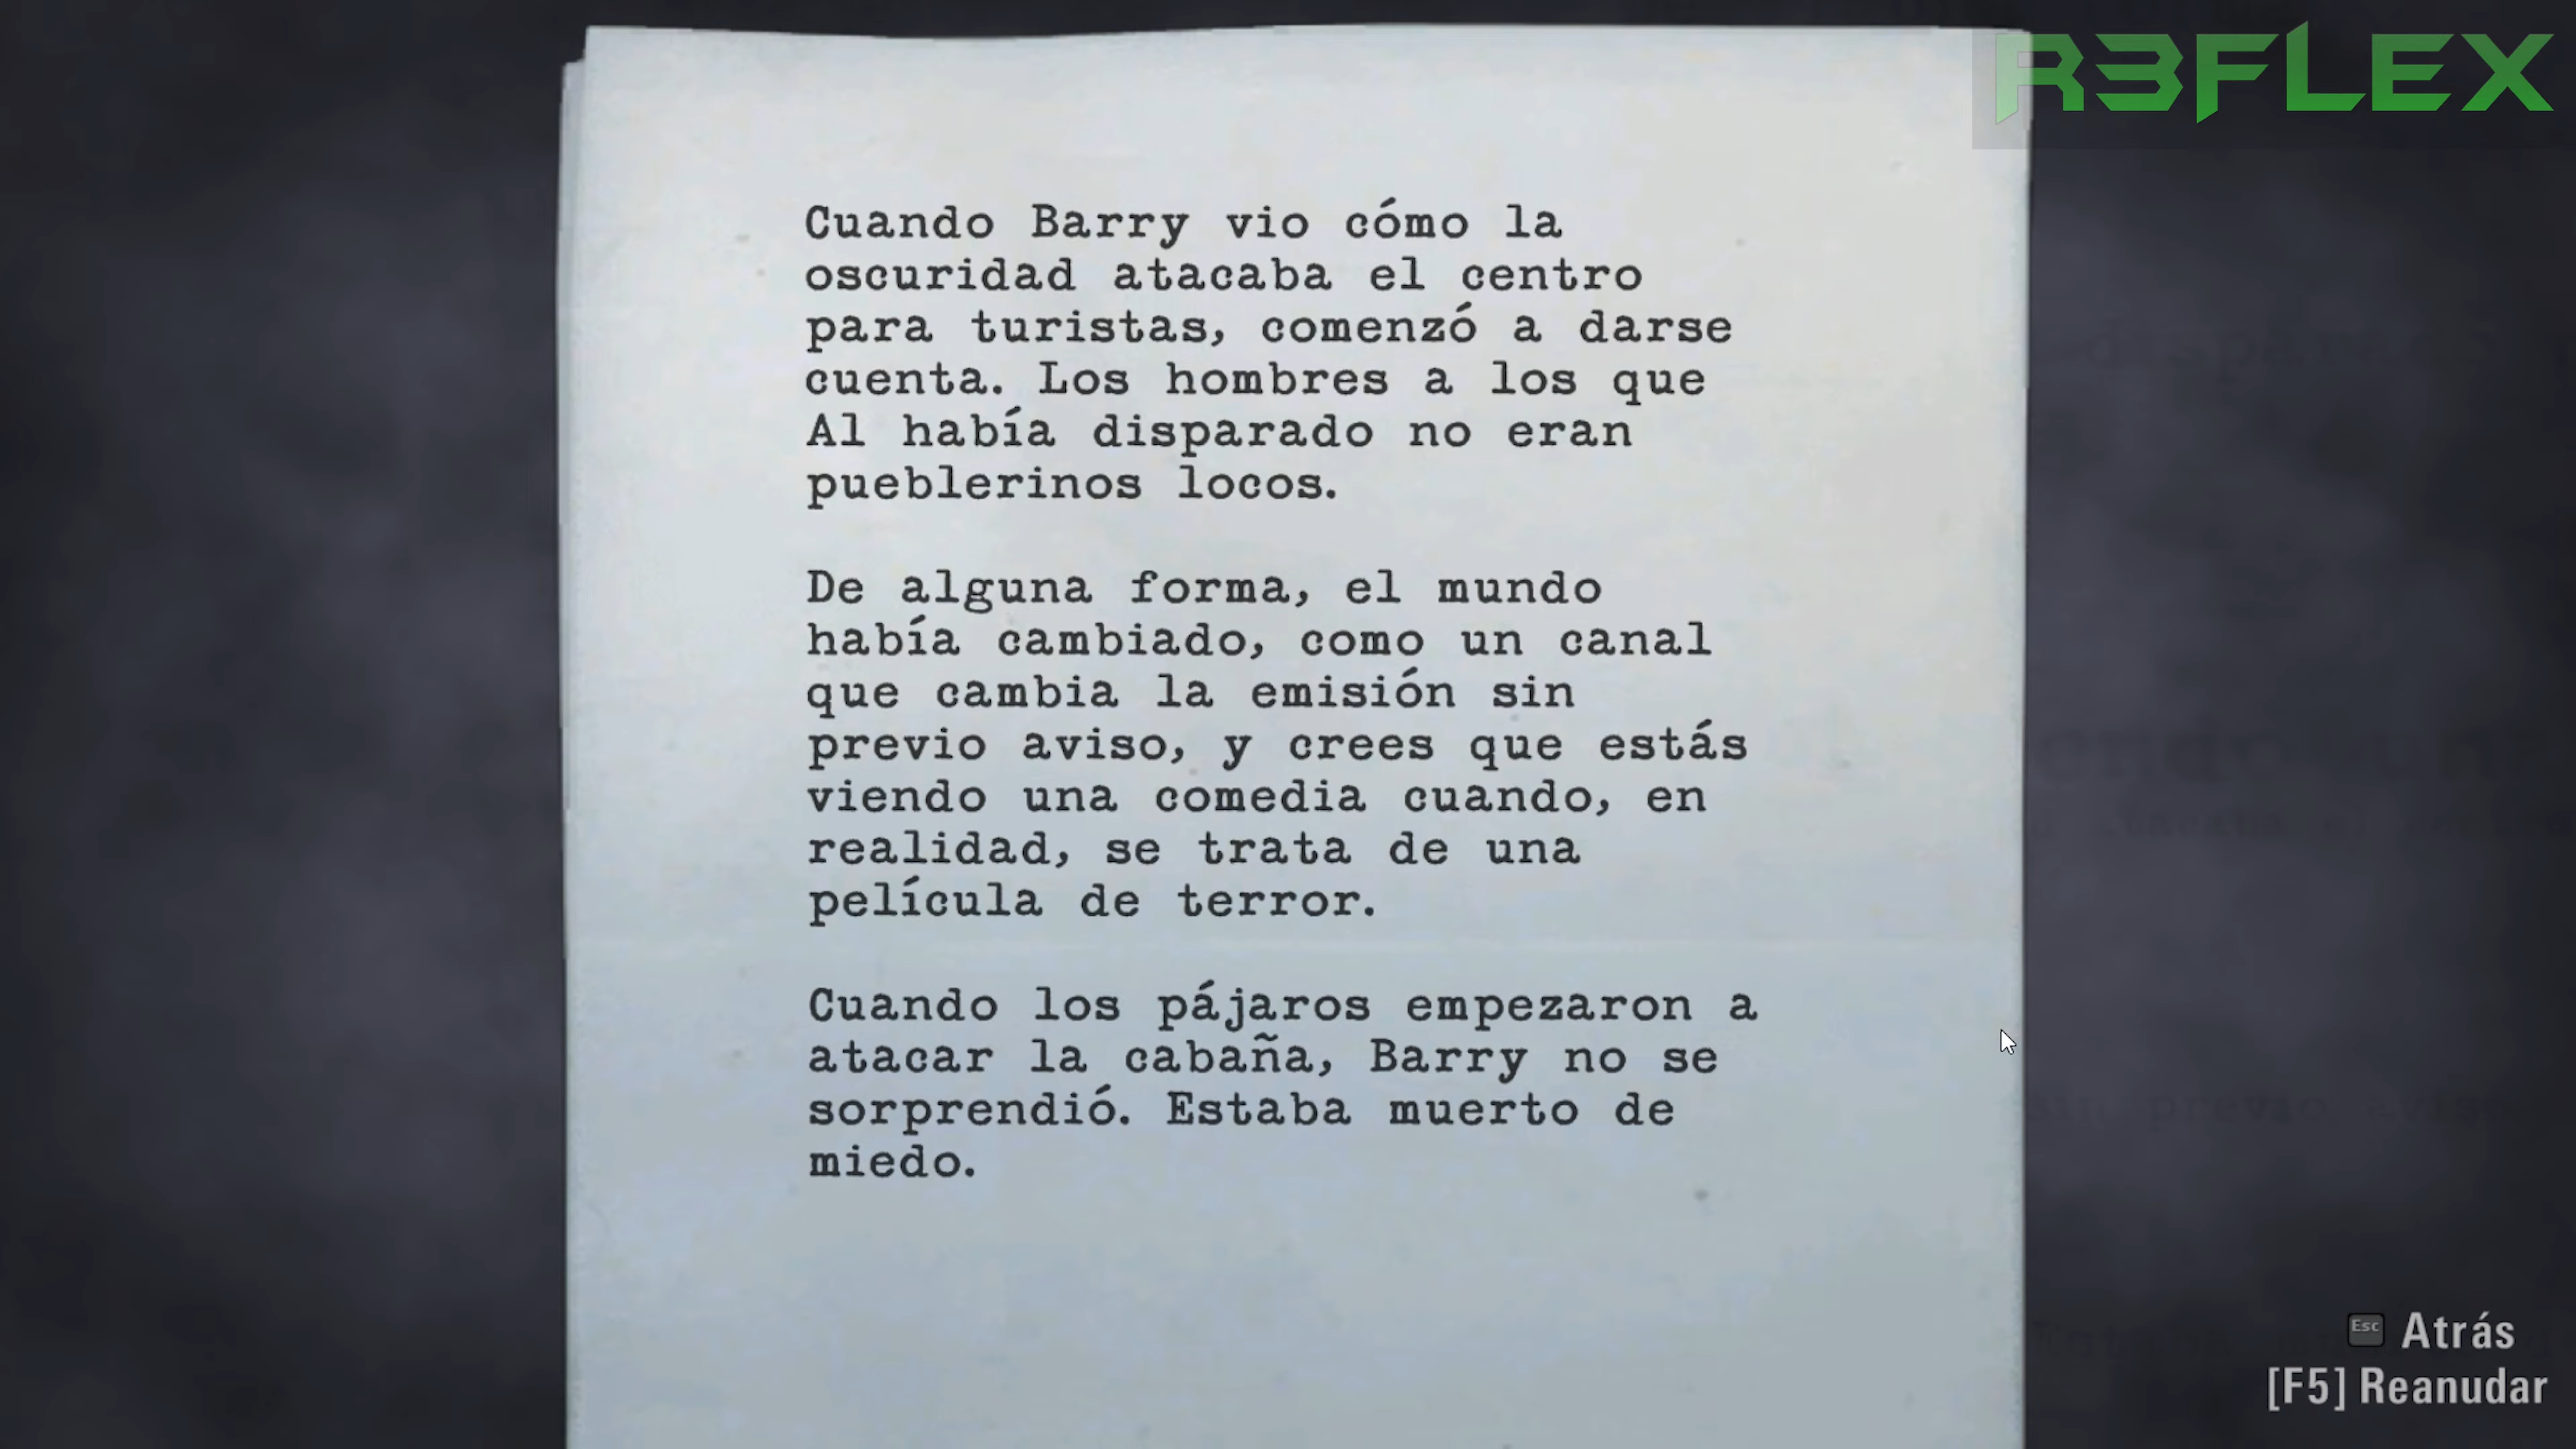 R3FLEX
Cuando Barry vio cómo la
oscuridad atacaba el centro
para turistas, comenzó a darse
cuenta. Los hombres a los que
Al había disparado no eran
pueblerinos locos.
De alguna forma, el mundo
había cambiado, como un canal
que cambia la emisión sin
previo aviso, y crees que estás
viendo una comedia cuando, en
realidad, se trata de una
película de terror.
Cuando los pájaros empezaron a
atacar la cabaña, Barry no se
sorprendió. Estaba muerto de
miedo.
Esc Atrás
[F5] Reanudar